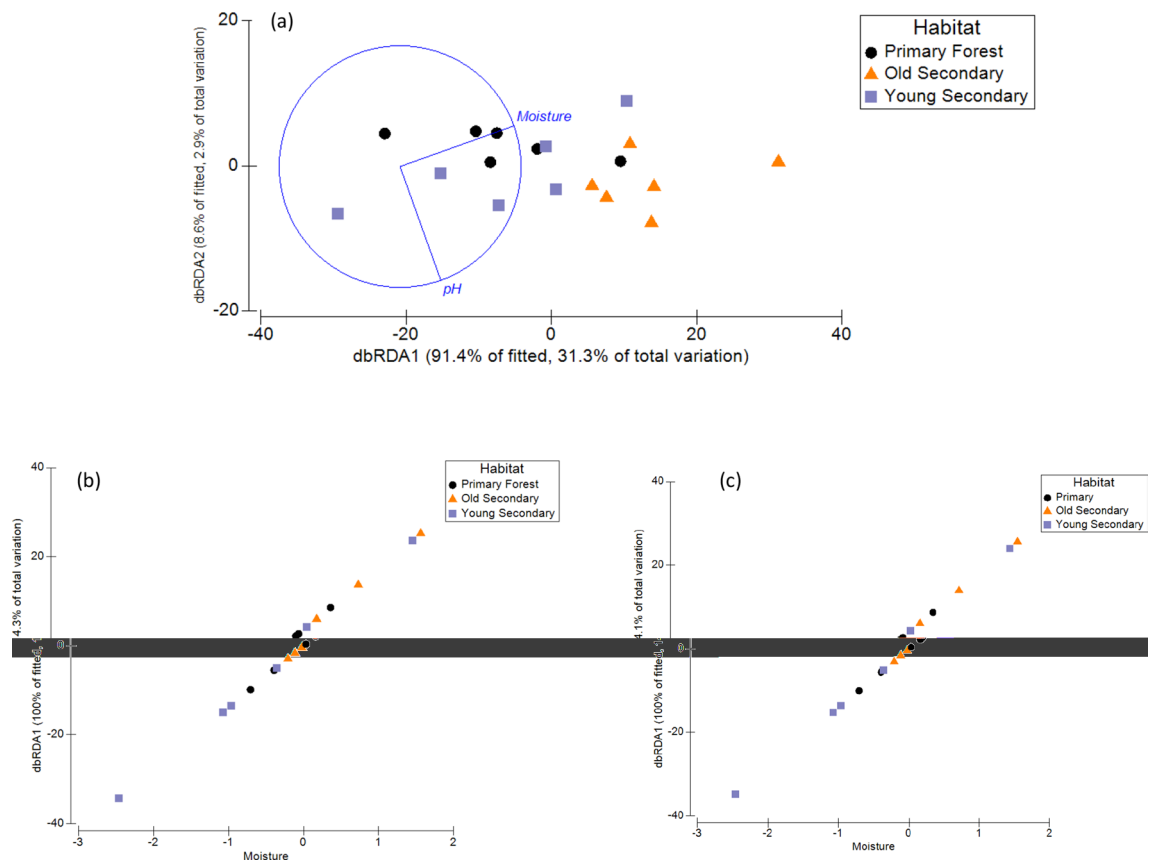 (a)
Habitat
Primary Forest
Old Secondary
Young Secondary
20
0
-20
dbRDA2 (8.6% of fitted, 2.9% of total variation)
Moisture
pH
-40
-20
0
20
40
dbRDA1 (91.4% of fitted, 31.3% of total variation)
(b)
Habitat
Primary Forest
Old Secondary
Young Secondary
40
20
0
-20
-40
dbRDA1 (100% of fitted, 4.3% of total variation)
-3
-2
-1
0
1
2
Moisture
(c)
Habitat
Primary
Old Secondary
Young Secondary
40
20
0
-20
-40
dbRDA1 (100% of fitted, 4.1% of total variation)
-3
-2
-1
0
1
2
Moisture